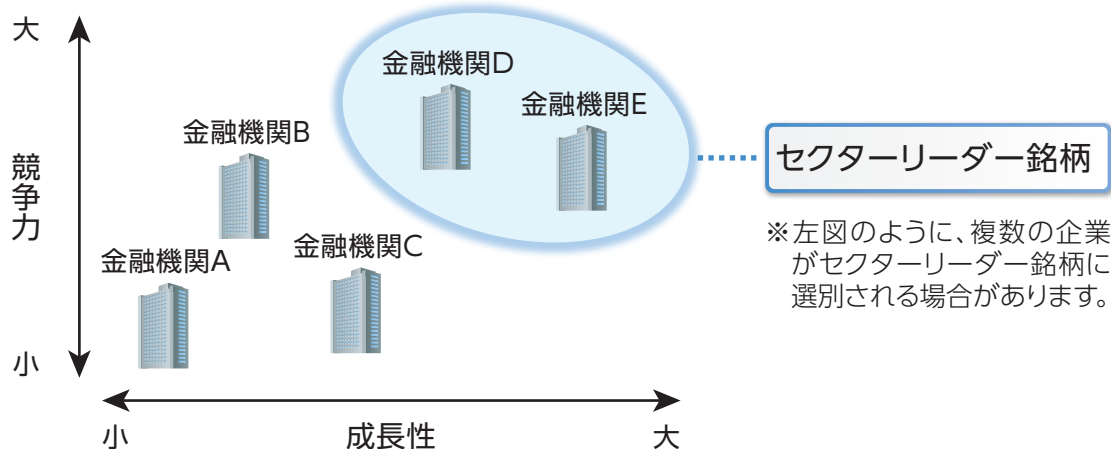 大
金融機関D
金融機関E
金融機関B
競争力
セクターリーダー銘柄
金融機関A
金融機関C
※左図のように、複数の企業
がセクターリーダー銘柄に
選別される場合があります。
小
小
成長性
大